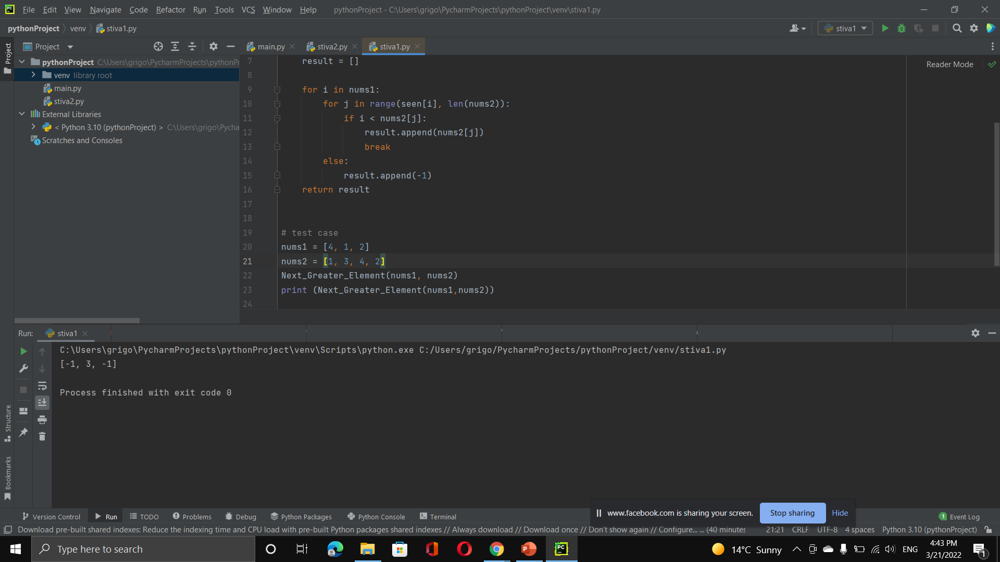 File Edit View Navigate Code Refactor Run Tools VCS Window Help pythonProject - C:\Users\grigo\PycharmProjects\pythonProject\venv\stiva1.py
pythonProject venv stiva1.py stiva1
Project main.py stiva2.py stiva1.py
Project
pythonProject C:\Users\grigo\PycharmProjects\pythonP
venv library root
main.py
stiva2.py
External Libraries
< Python 3.10 (pythonProject) > C:\Users\grigo\Pycha
Scratches and Consoles
Reader Mode
7 result = []
8
9 for i in nums1:
10 for j in range(seen[i], len(nums2)):
11 if i < nums2[j]:
12 result.append(nums2[j])
13 break
14 else:
15 result.append(-1)
16 return result
17
18
19 # test case
20 nums1 = [4, 1, 2]
21 nums2 = [1, 3, 4, 2]
22 Next_Greater_Element(nums1, nums2)
23 print (Next_Greater_Element(nums1,nums2))
24
Run: stiva1
C:\Users\grigo\PycharmProjects\pythonProject\venv\Scripts\python.exe C:/Users/grigo/PycharmProjects/pythonProject/venv/stiva1.py
[-1, 3, -1]
Process finished with exit code 0
Structure
Bookmarks
www.facebook.com is sharing your screen. Stop sharing Hide
Version Control Run TODO Problems Debug Python Packages Python Console Terminal 1 Event Log
Download pre-built shared indexes: Reduce the indexing time and CPU load with pre-built Python packages shared indexes // Always download // Download once // Don't show again // Configure... ... (40 minutes 21:21 CRLF UTF-8 4 spaces Python 3.10 (pythonProject)
Type here to search
PC
14°C Sunny
ENG
4:43 PM
3/21/2022
1